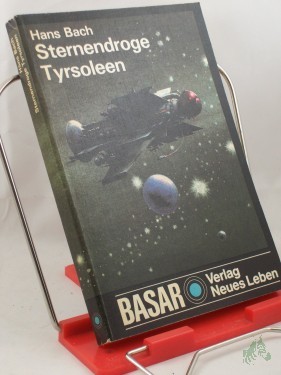 Hans Bach
Sternendroge
Tyrsoleen
BASAR
Verlag
Neues Leben